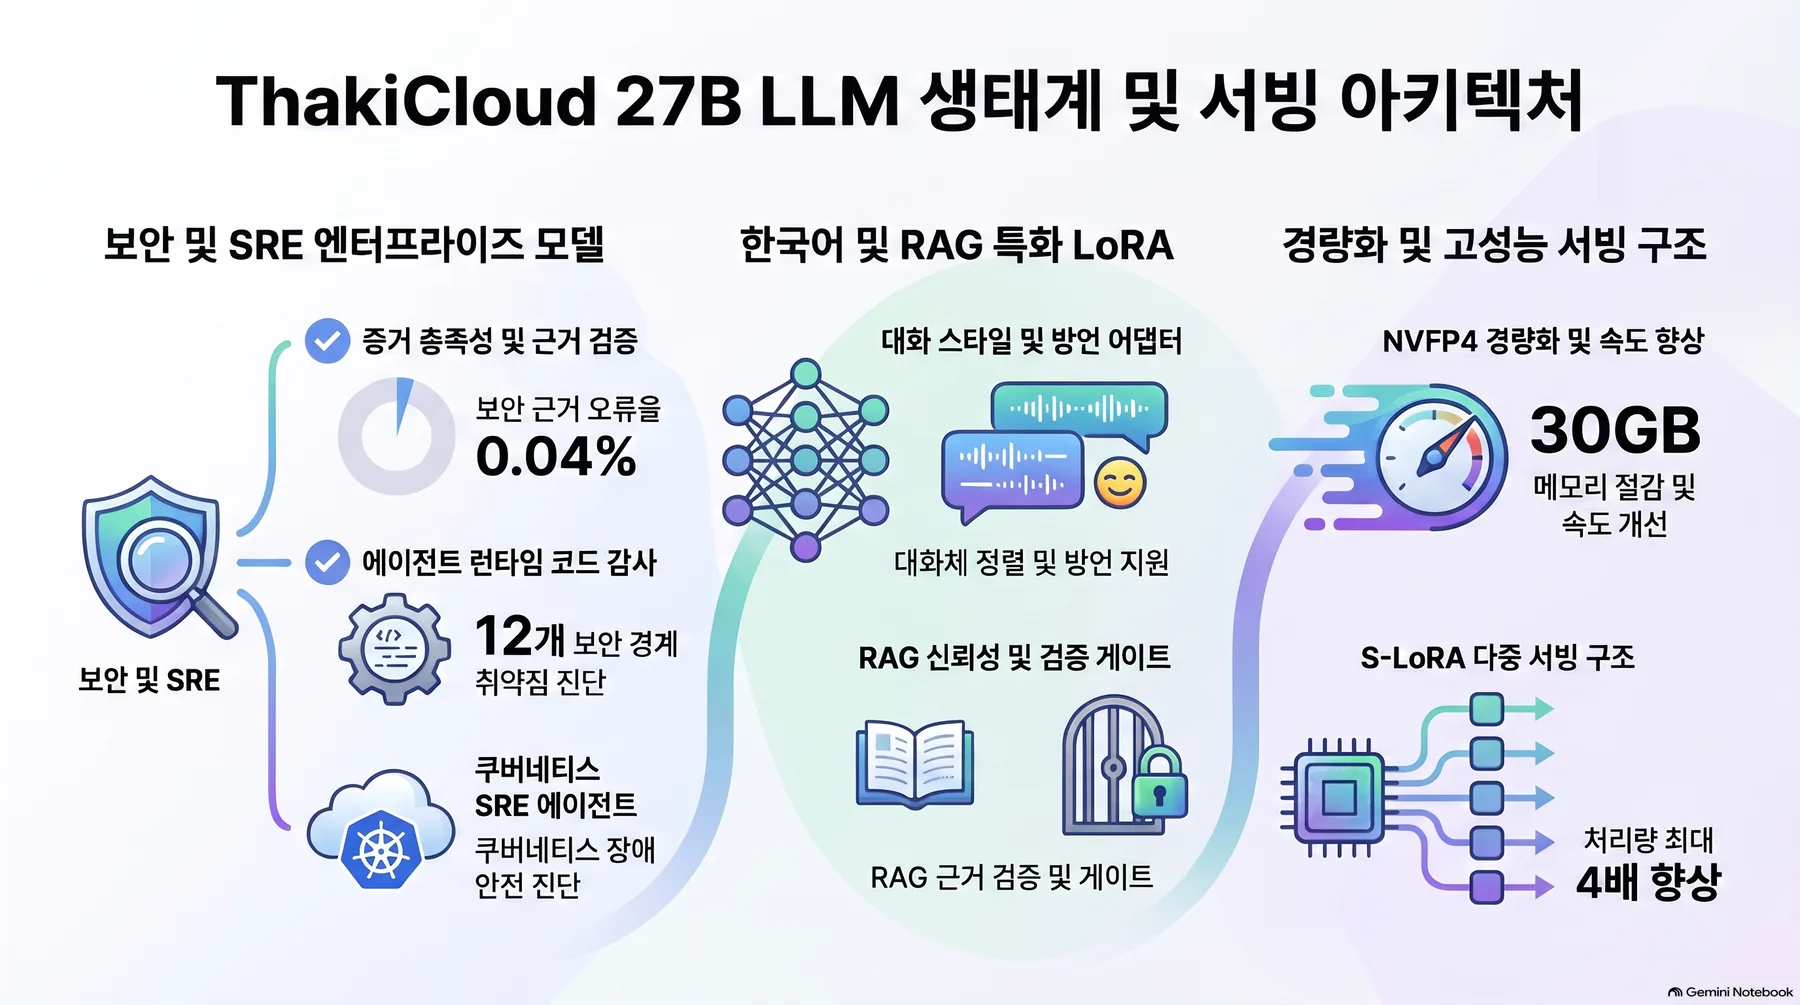 ThakiCloud 27B LLM 생태계 및 서빙 아키텍처
보안 및 SRE 엔터프라이즈 모델
증거 총족성 및 근거 검증
보안 근거 오류율
0.04%
에이전트 런타임 코드 감사
12개 보안 경계
취약짐 진단
보안 및 SRE
쿠버네티스
SRE 에이전트
쿠버네티스 장애
안전 진단
한국어 및 RAG 특화 LoRA
대화 스타일 및 방언 어댑터
대화체 정렬 및 방언 지원
RAG 신뢰성 및 검증 게이트
RAG 근거 검증 및 게이트
경량화 및 고성능 서빙 구조
NVFP4 경량화 및 속도 향상
30GB
메모리 절감 및
속도 개선
S-LoRA 다중 서빙 구조
처리량 최대
4배 향상
Gemini Notebook